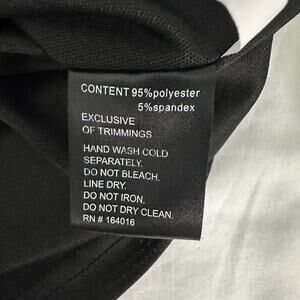 CONTENT 95%polyester
5%spandex
EXCLUSIVE
OF TRIMMINGS
HAND WASH COLD
SEPARATELY.
DO NOT BLEACH.
LINE DRY.
DO NOT IRON.
DO NOT DRY CLEAN.
RN # 164016